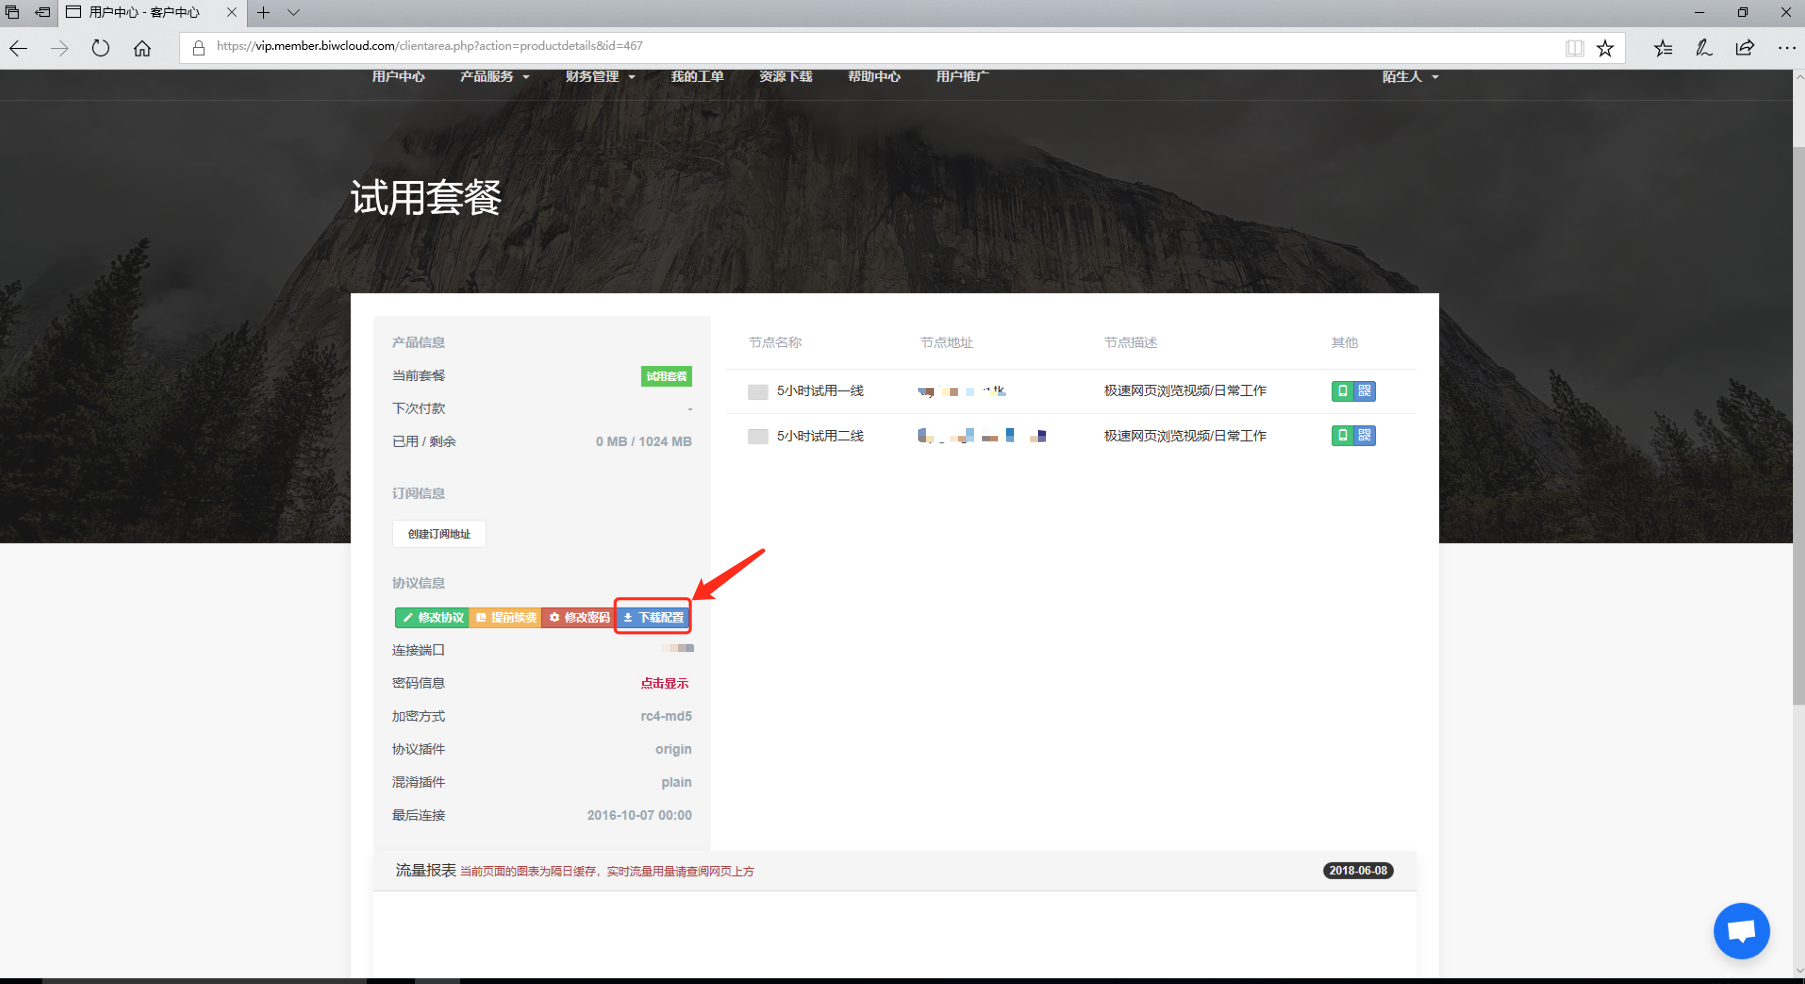 用户中心 - 客户中心
https://vip.member.biwcloud.com/clientarea.php?action=productdetails&id=467
用户中心 产品服务 财务管理 我的工单 资源下载 帮助中心 用户推广 陌生人
试用套餐
产品信息
当前套餐 试用套餐
下次付款 -
已用 / 剩余 0 MB / 1024 MB
订阅信息
创建订阅地址
协议信息
修改协议 提前续费 修改密码 下载配置
连接端口
密码信息 点击显示
加密方式 rc4-md5
协议插件 origin
混淆插件 plain
最后连接 2016-10-07 00:00
节点名称 节点地址 节点描述 其他
5小时试用一线 极速网页浏览视频/日常工作
5小时试用二线 极速网页浏览视频/日常工作
流量报表 当前页面的图表为隔日缓存，实时流量用量请查阅网页上方 2018-06-08